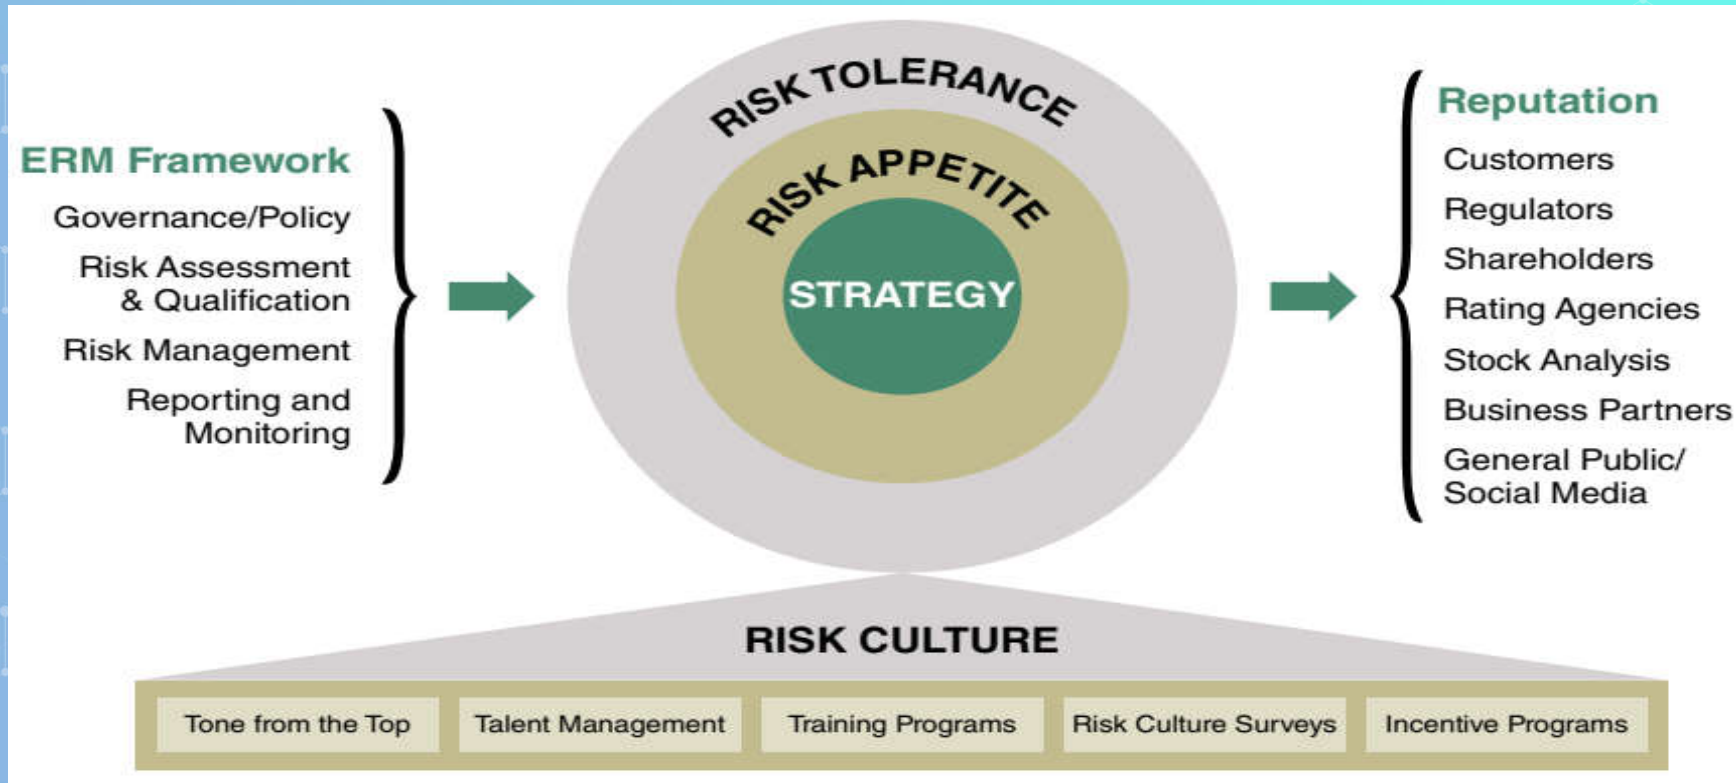 ERM Framework
Governance/Policy
Risk Assessment
& Qualification
Risk Management
Reporting and
Monitoring
RISK TOLERANCE
RISK APPETITE
STRATEGY
Reputation
Customers
Regulators
Shareholders
Rating Agencies
Stock Analysis
Business Partners
General Public/
Social Media
RISK CULTURE
Tone from the Top
Talent Management
Training Programs
Risk Culture Surveys
Incentive Programs